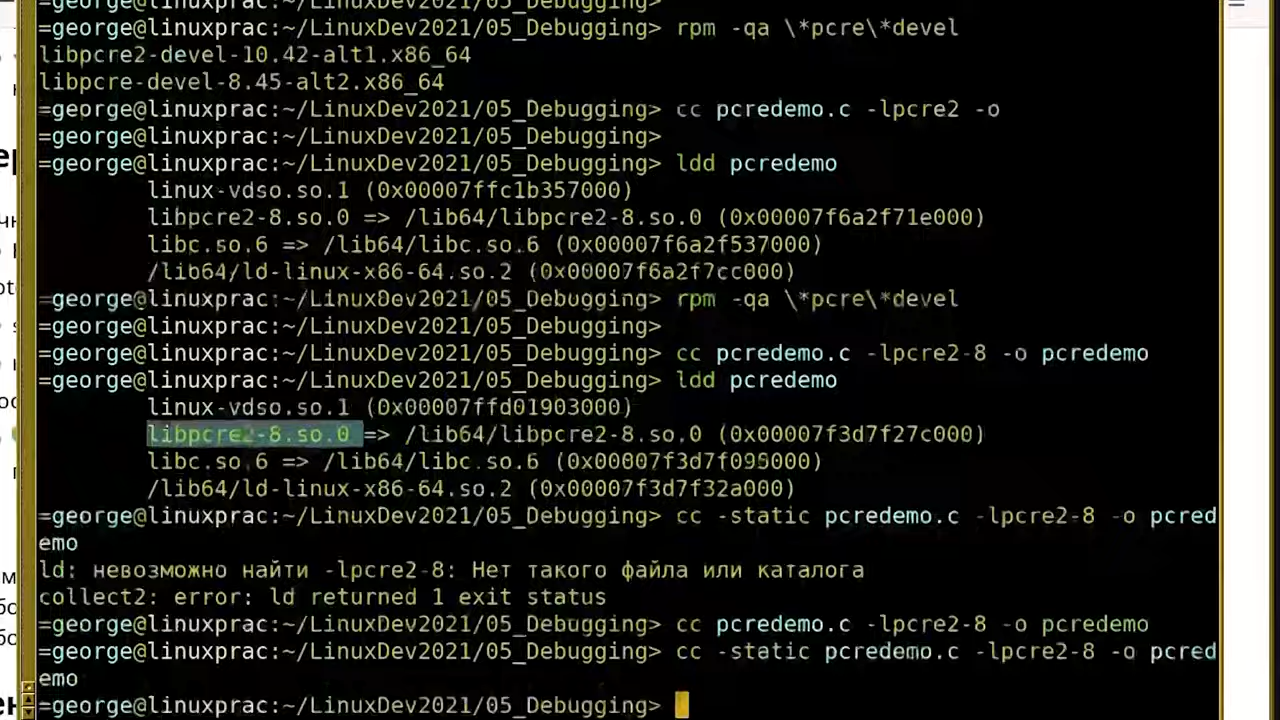 =george@linuxprac:~/LinuxDev2021/05_Debugging>
=george@linuxprac:~/LinuxDev2021/05_Debugging> rpm -qa \*pcre\*devel
libpcre2-devel-10.42-alt1.x86_64
libpcre-devel-8.45-alt2.x86_64
=george@linuxprac:~/LinuxDev2021/05_Debugging> cc pcredemo.c -lpcre2 -o
=george@linuxprac:~/LinuxDev2021/05_Debugging>
=george@linuxprac:~/LinuxDev2021/05_Debugging> ldd pcredemo
linux-vdso.so.1 (0x00007ffc1b357000)
libpcre2-8.so.0 => /lib64/libpcre2-8.so.0 (0x00007f6a2f71e000)
libc.so.6 => /lib64/libc.so.6 (0x00007f6a2f537000)
/lib64/ld-linux-x86-64.so.2 (0x00007f6a2f7cc000)
=george@linuxprac:~/LinuxDev2021/05_Debugging> rpm -qa \*pcre\*devel
=george@linuxprac:~/LinuxDev2021/05_Debugging>
=george@linuxprac:~/LinuxDev2021/05_Debugging> cc pcredemo.c -lpcre2-8 -o pcredemo
=george@linuxprac:~/LinuxDev2021/05_Debugging> ldd pcredemo
linux-vdso.so.1 (0x00007ffd01903000)
libpcre2-8.so.0 => /lib64/libpcre2-8.so.0 (0x00007f3d7f27c000)
libc.so.6 => /lib64/libc.so.6 (0x00007f3d7f095000)
/lib64/ld-linux-x86-64.so.2 (0x00007f3d7f32a000)
=george@linuxprac:~/LinuxDev2021/05_Debugging> cc -static pcredemo.c -lpcre2-8 -o pcred
emo
ld: невозможно найти -lpcre2-8: Нет такого файла или каталога
collect2: error: ld returned 1 exit status
=george@linuxprac:~/LinuxDev2021/05_Debugging> cc pcredemo.c -lpcre2-8 -o pcredemo
=george@linuxprac:~/LinuxDev2021/05_Debugging> cc -static pcredemo.c -lpcre2-8 -o pcred
emo
=george@linuxprac:~/LinuxDev2021/05_Debugging>